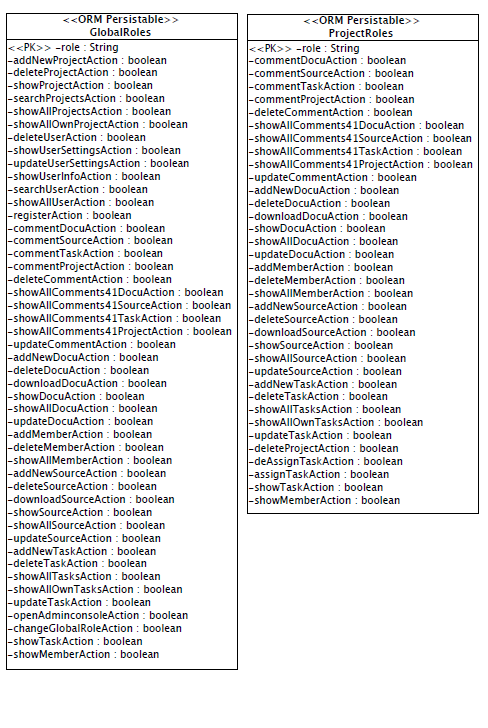 <<ORM Persistable>>
GlobalRoles
<<PK>> -role : String
-addNewProjectAction : boolean
-deleteProjectAction : boolean
-showProjectAction : boolean
-searchProjectsAction : boolean
-showAllProjectsAction : boolean
-showAllOwnProjectAction : boolean
-deleteUserAction : boolean
-showUserSettingsAction : boolean
-updateUserSettingsAction : boolean
-showUserInfoAction : boolean
-searchUserAction : boolean
-showAllUserAction : boolean
-registerAction : boolean
-commentDocuAction : boolean
-commentSourceAction : boolean
-commentTaskAction : boolean
-commentProjectAction : boolean
-deleteCommentAction : boolean
-showAllComments41DocuAction : boolean
-showAllComments41SourceAction : boolean
-showAllComments41TaskAction : boolean
-showAllComments41ProjectAction : boolean
-updateCommentAction : boolean
-addNewDocuAction : boolean
-deleteDocuAction : boolean
-downloadDocuAction : boolean
-showDocuAction : boolean
-showAllDocuAction : boolean
-updateDocuAction : boolean
-addMemberAction : boolean
-deleteMemberAction : boolean
-showAllMemberAction : boolean
-addNewSourceAction : boolean
-deleteSourceAction : boolean
-downloadSourceAction : boolean
-showSourceAction : boolean
-showAllSourceAction : boolean
-updateSourceAction : boolean
-addNewTaskAction : boolean
-deleteTaskAction : boolean
-showAllTasksAction : boolean
-showAllOwnTasksAction : boolean
-updateTaskAction : boolean
-openAdminconsoleAction : boolean
-changeGlobalRoleAction : boolean
-showTaskAction : boolean
-showMemberAction : boolean
<<ORM Persistable>>
ProjectRoles
<<PK>> -role : String
-commentDocuAction : boolean
-commentSourceAction : boolean
-commentTaskAction : boolean
-commentProjectAction : boolean
-deleteCommentAction : boolean
-showAllComments41DocuAction : boolean
-showAllComments41SourceAction : boolean
-showAllComments41TaskAction : boolean
-showAllComments41ProjectAction : boolean
-updateCommentAction : boolean
-addNewDocuAction : boolean
-deleteDocuAction : boolean
-downloadDocuAction : boolean
-showDocuAction : boolean
-showAllDocuAction : boolean
-updateDocuAction : boolean
-addMemberAction : boolean
-deleteMemberAction : boolean
-showAllMemberAction : boolean
-addNewSourceAction : boolean
-deleteSourceAction : boolean
-downloadSourceAction : boolean
-showSourceAction : boolean
-showAllSourceAction : boolean
-updateSourceAction : boolean
-addNewTaskAction : boolean
-deleteTaskAction : boolean
-showAllTasksAction : boolean
-showAllOwnTasksAction : boolean
-updateTaskAction : boolean
-deleteProjectAction : boolean
-deAssignTaskAction : boolean
-assignTaskAction : boolean
-showTaskAction : boolean
-showMemberAction : boolean